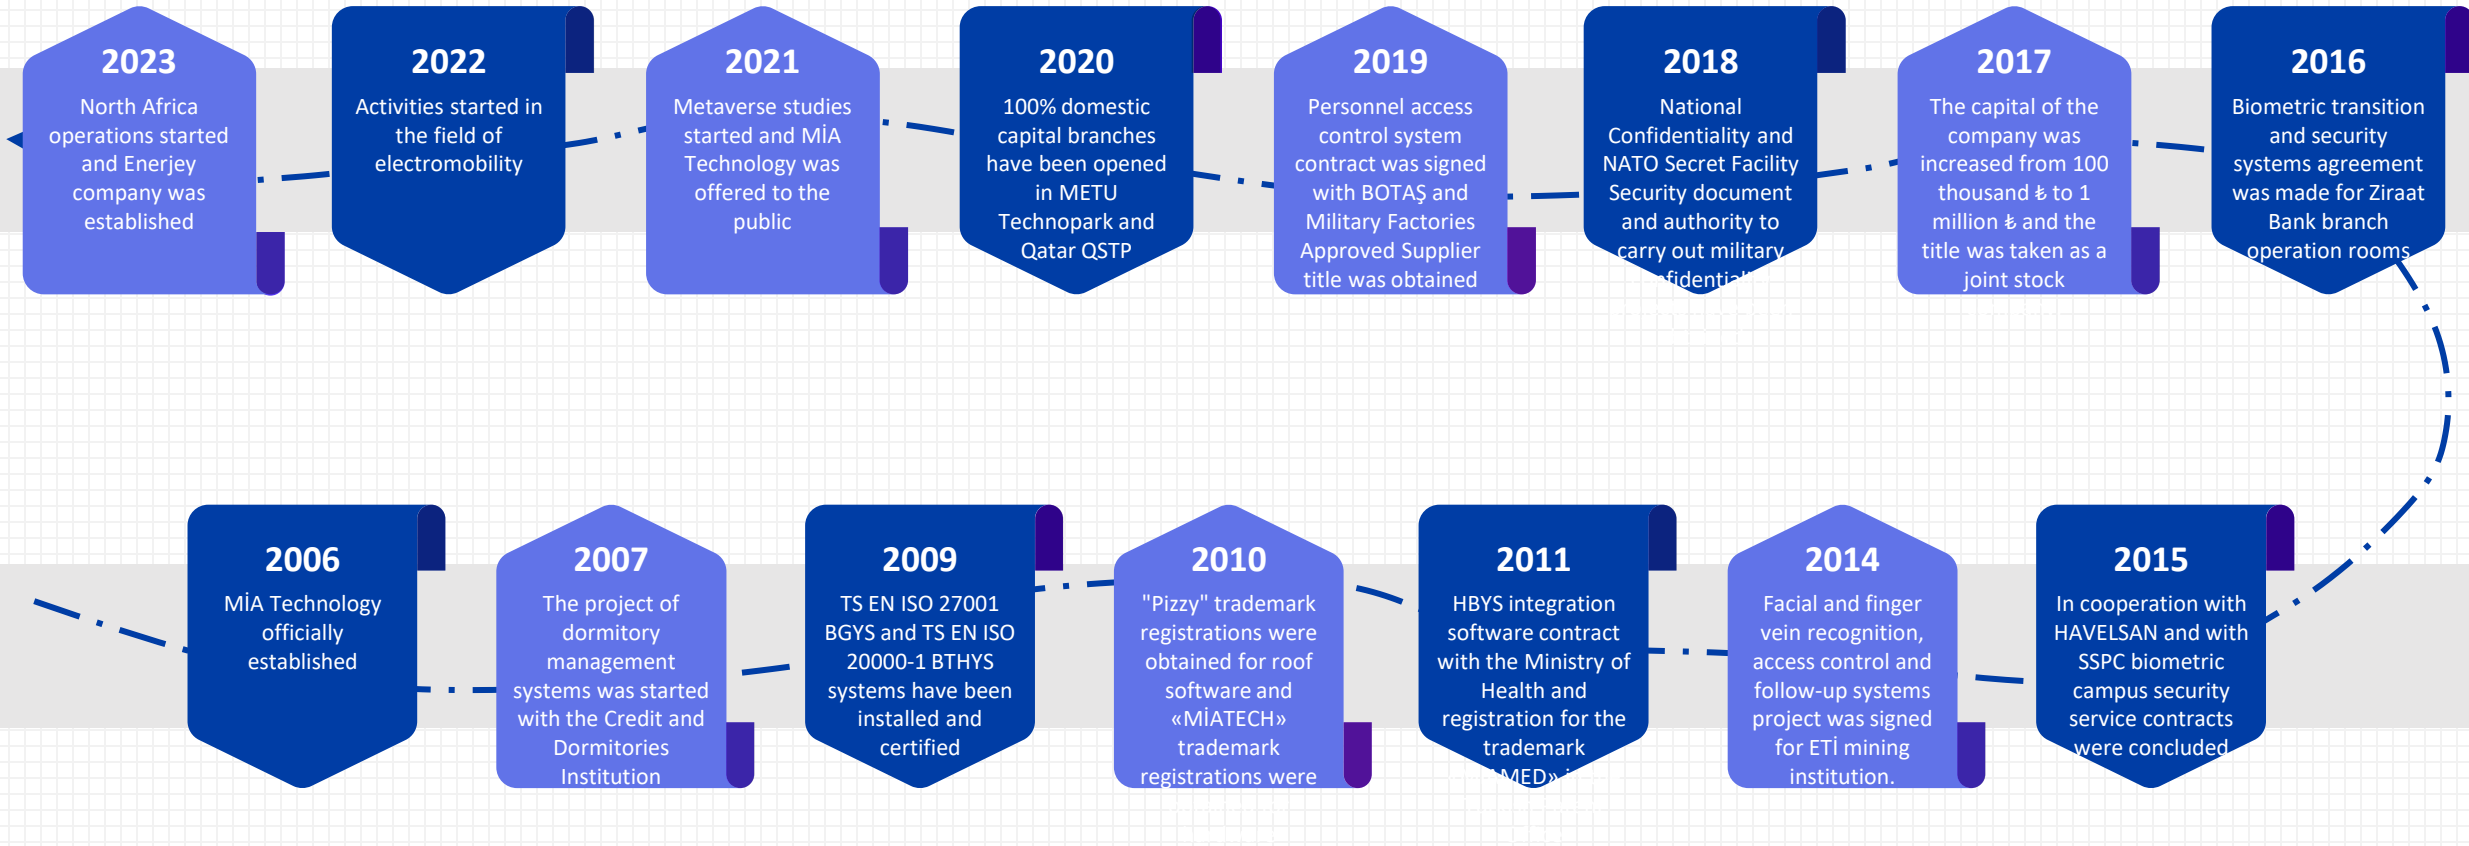 2023
North Africa
operations started
and Enerjey
company was
established
2022
Activities started in
the field of
electromobility
2021
Metaverse studies
started and MİA
Technology was
offered to the
public
2020
100% domestic
capital branches
have been opened
in METU
Technopark and
Qatar QSTP
2019
Personnel access
control system
contract was signed
with BOTAŞ and
Military Factories
Approved Supplier
title was obtained
2018
National
Confidentiality and
NATO Secret Facility
Security document
and authority to
carry out military
2017
The capital of the
company was
increased from 100
thousand ₺ to 1
million ₺ and the
title was taken as a
joint stock
2016
Biometric transition
and security
systems agreement
was made for Ziraat
Bank branch
operation rooms
2006
MİA Technology
officially
established
2007
The project of
dormitory
management
systems was started
with the Credit and
Dormitories
Institution
2009
TS EN ISO 27001
BGYS and TS EN ISO
20000-1 BTHYS
systems have been
installed and
certified
2010
"Pizzy" trademark
registrations were
obtained for roof
software and
«MİATECH»
trademark
registrations were
2011
HBYS integration
software contract
with the Ministry of
Health and
registration for the
trademark
2014
Facial and finger
vein recognition,
access control and
follow-up systems
project was signed
for ETİ mining
institution.
2015
In cooperation with
HAVELSAN and with
SSPC biometric
campus security
service contracts
were concluded